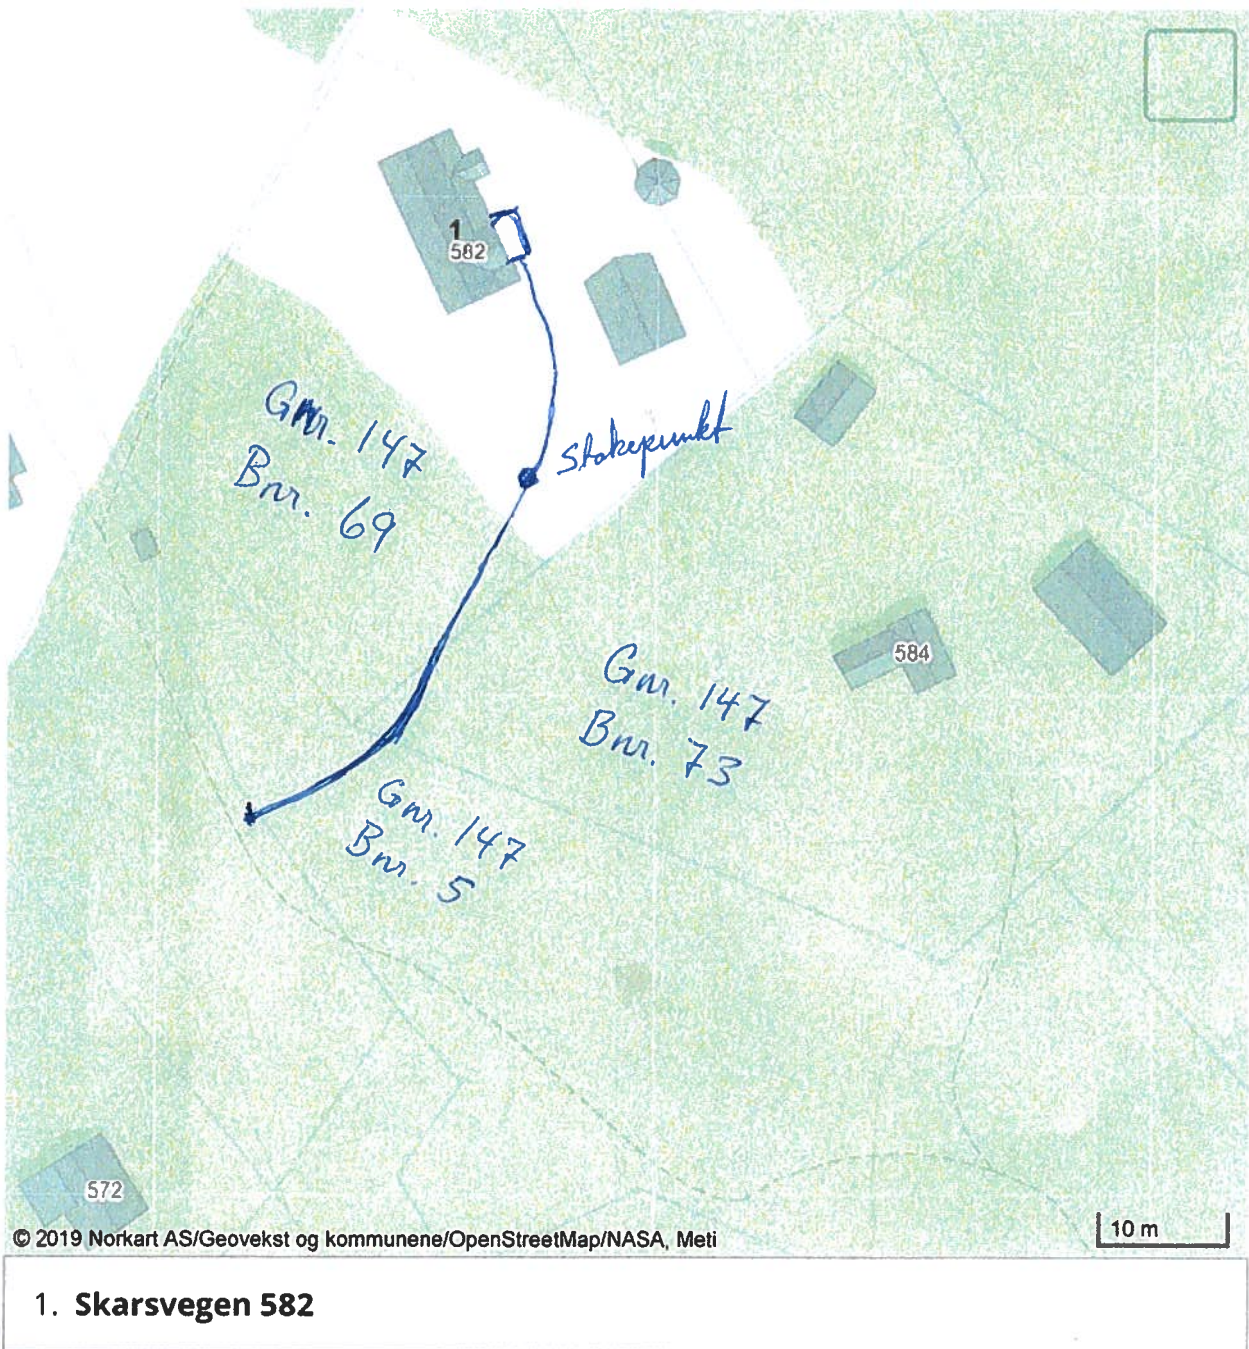 1
582
Gnr. 147
Bnr. 69
Stakepunkt
584
Gnr. 147
Bnr. 73
Gnr. 147
Bnr. 5
572
© 2019 Norkart AS/Geovekst og kommunene/OpenStreetMap/NASA, Meti
10 m
1. Skarsvegen 582